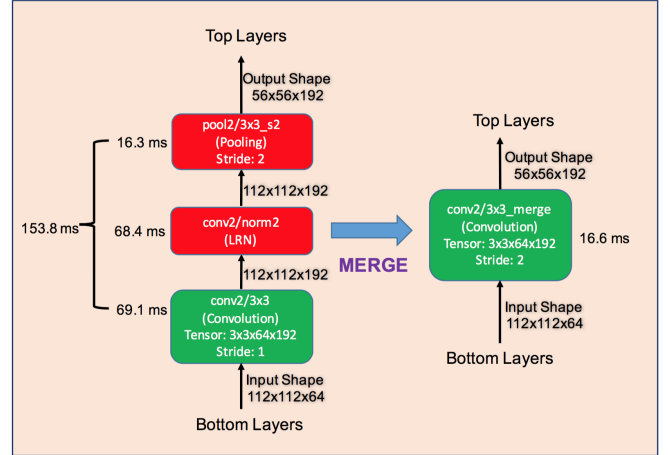 Top Layers
Output Shape
56x56x192
pool2/3x3_s2
(Pooling)
Stride: 2
16.3 ms
112x112x192
conv2/norm2
(LRN)
68.4 ms
153.8 ms
112x112x192
conv2/3x3
(Convolution)
Tensor: 3x3x64x192
Stride: 1
69.1 ms
Input Shape
112x112x64
Bottom Layers
MERGE
Top Layers
Output Shape
56x56x192
conv2/3x3_merge
(Convolution)
Tensor: 3x3x64x192
Stride: 2
16.6 ms
Input Shape
112x112x64
Bottom Layers